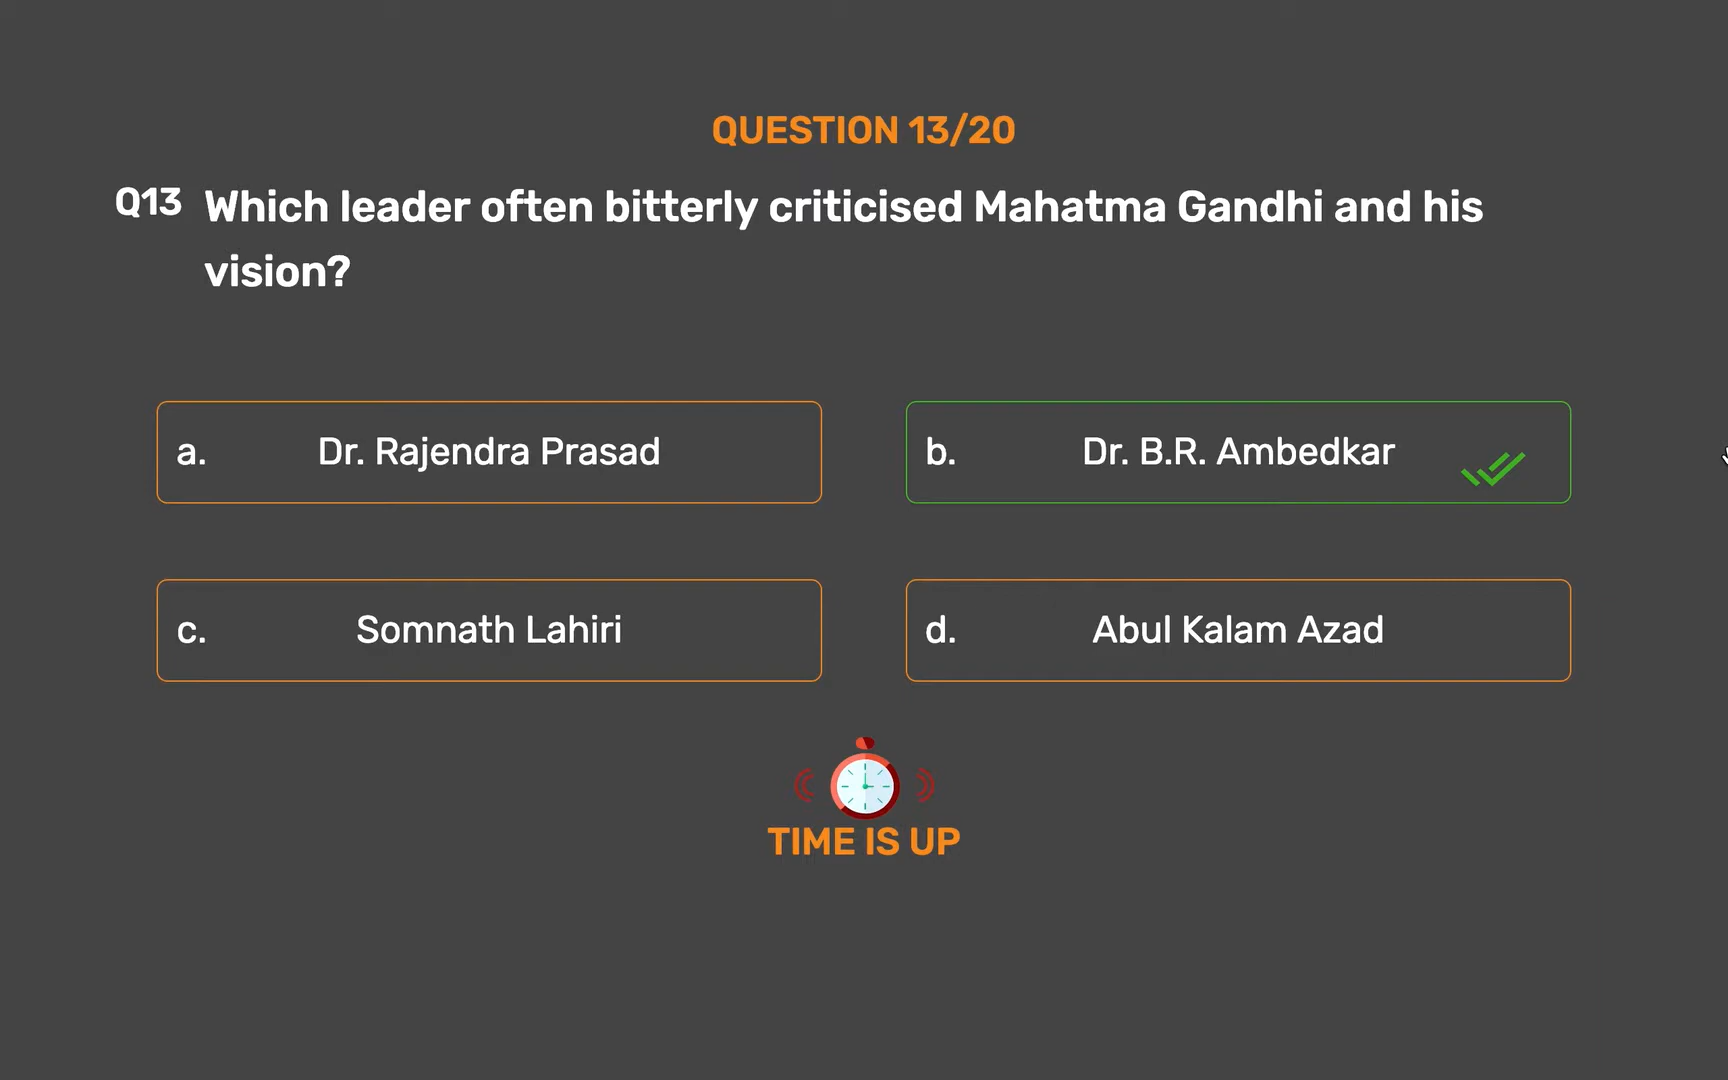 QUESTION 13/20
Q13 Which leader often bitterly criticised Mahatma Gandhi and his
vision?
a. Dr. Rajendra Prasad
b. Dr. B.R. Ambedkar
c. Somnath Lahiri
d. Abul Kalam Azad
TIME IS UP